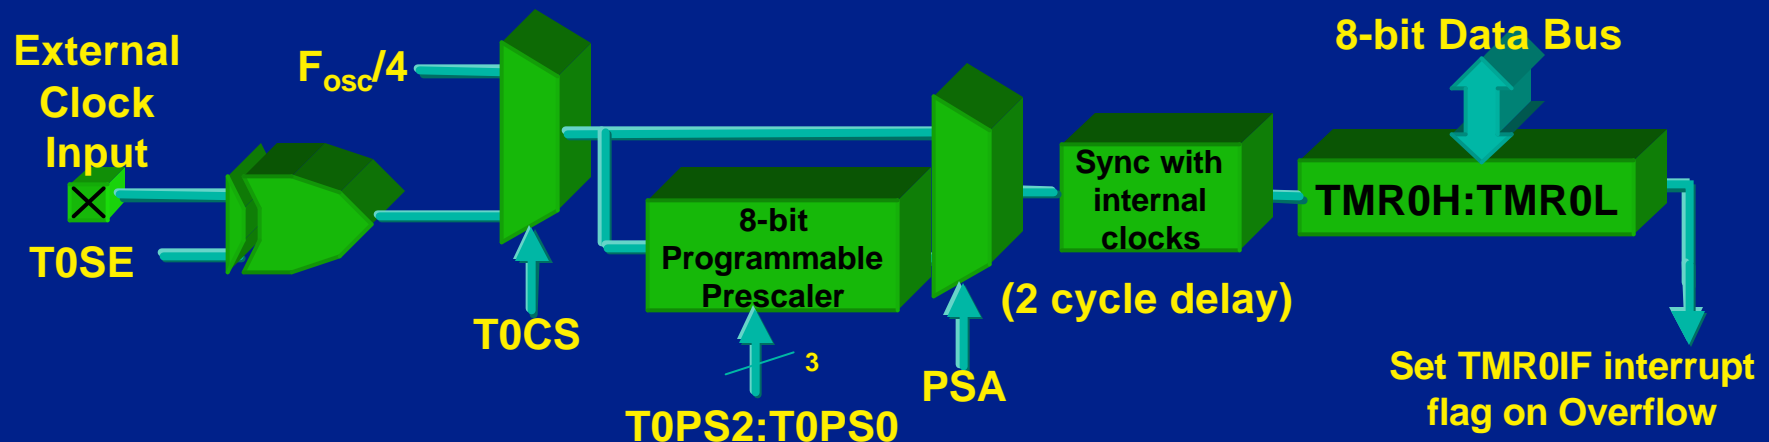 External
Clock
Input
T0SE
Fosc/4
T0CS
8-bit
Programmable
Prescaler
3
T0PS2:T0PS0
PSA
Sync with
internal
clocks
(2 cycle delay)
8-bit Data Bus
TMR0H:TMR0L
Set TMR0IF interrupt
flag on Overflow